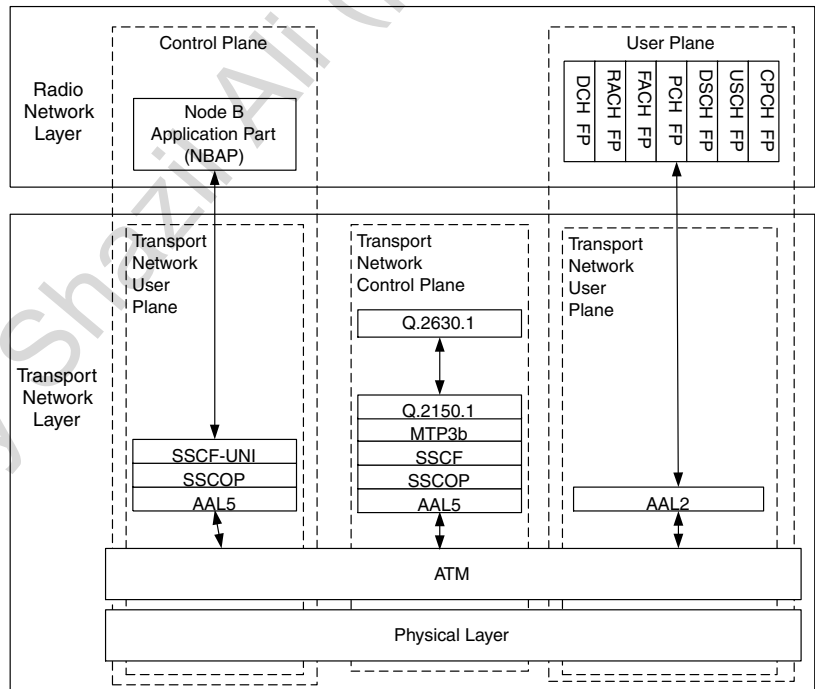 Control Plane
User Plane
Radio
Network
Layer
Node B
Application Part
(NBAP)
DCH FP
RACH FP
FACH FP
PCH FP
DSCH FP
USCH FP
CPCH FP
Transport
Network
User
Plane
Transport
Network
Control Plane
Transport
Network
User
Plane
Q.2630.1
Transport
Network
Layer
SSCF-UNI
SSCOP
AAL5
Q.2150.1
MTP3b
SSCF
SSCOP
AAL5
AAL2
ATM
Physical Layer
y Shazil Ali (